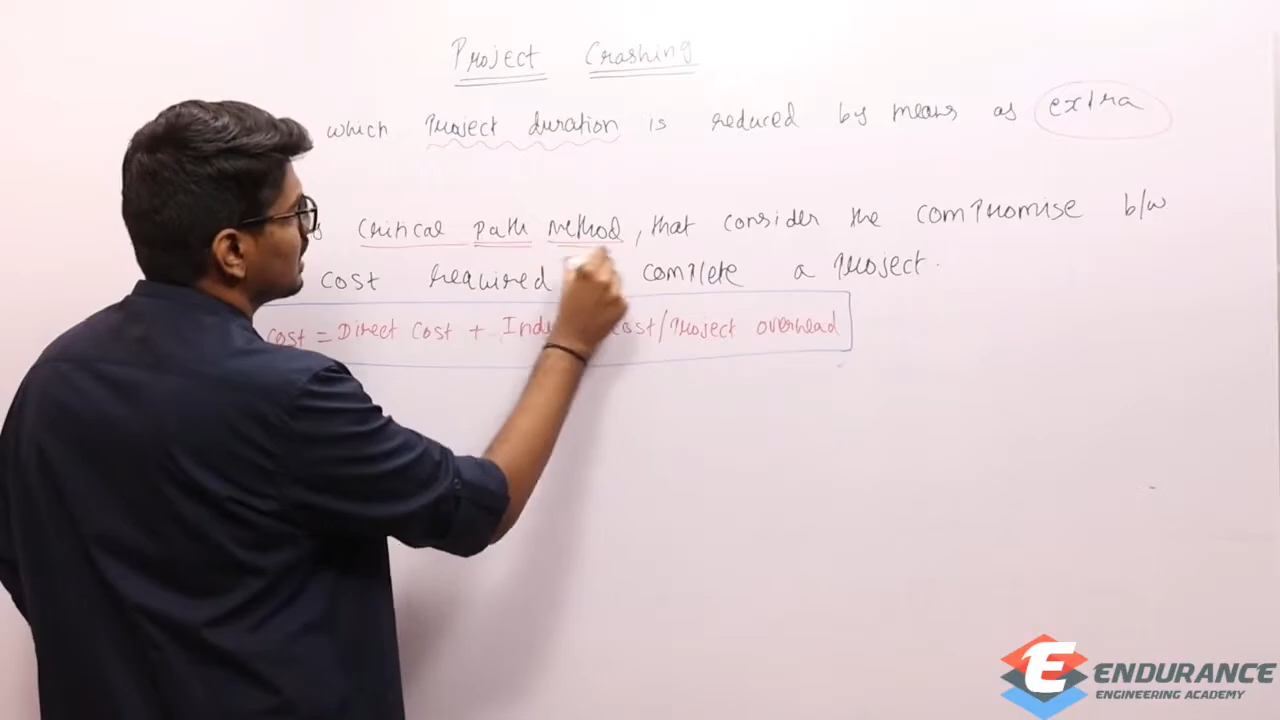 Project Crashing
which Project duration is reduced by means as extra
Critical path method, that consider the comPromise b/w
cost required complete a Project.
cost = Direct cost + cost/Project overhead
ENDURANCE
ENGINEERING ACADEMY